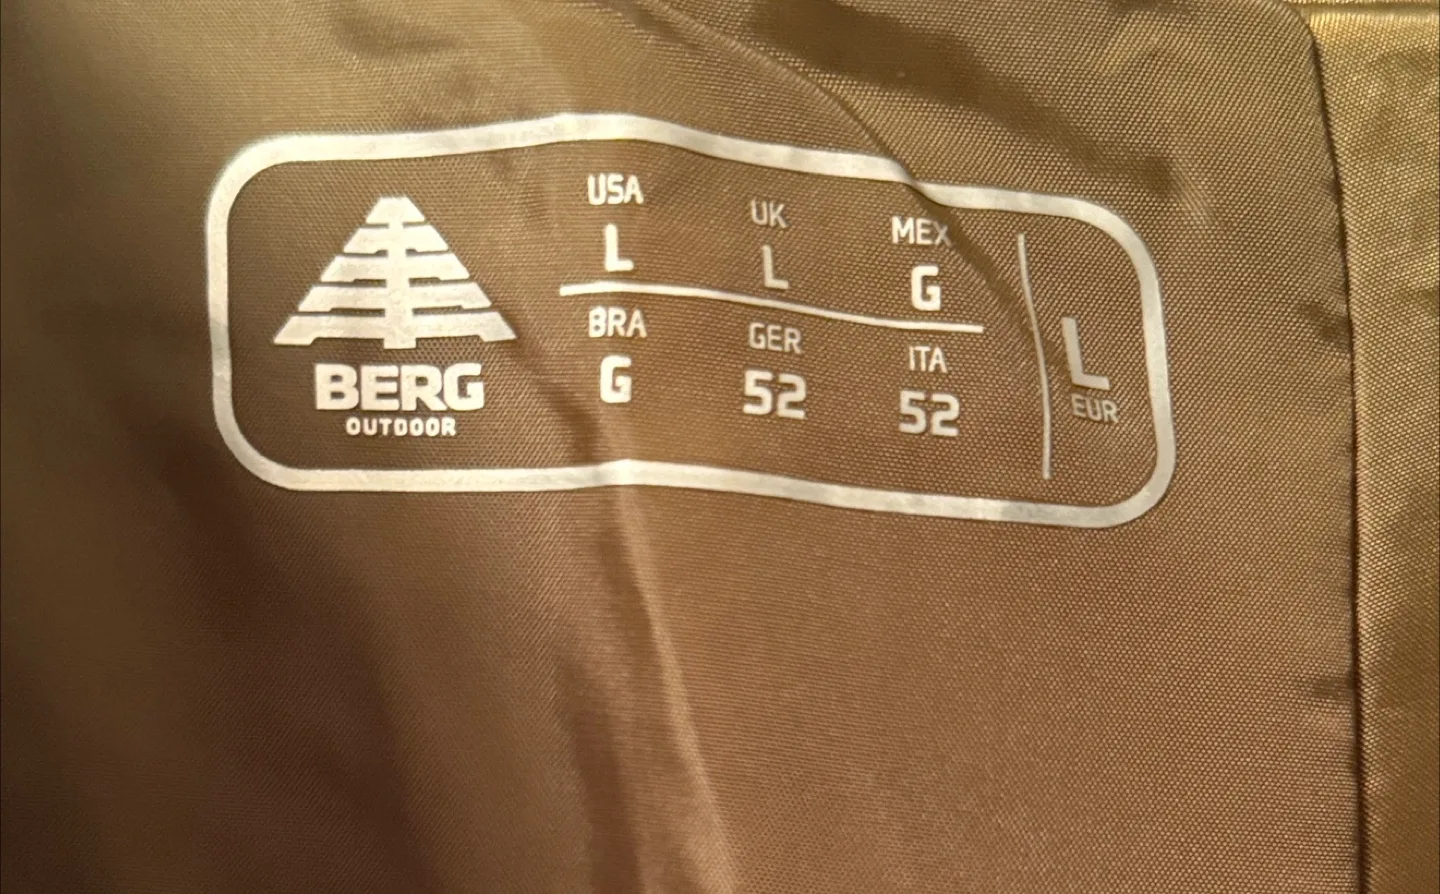 BERG
OUTDOOR
USA UK MEX
L L G
BRA GER ITA
G 52 52
L
EUR